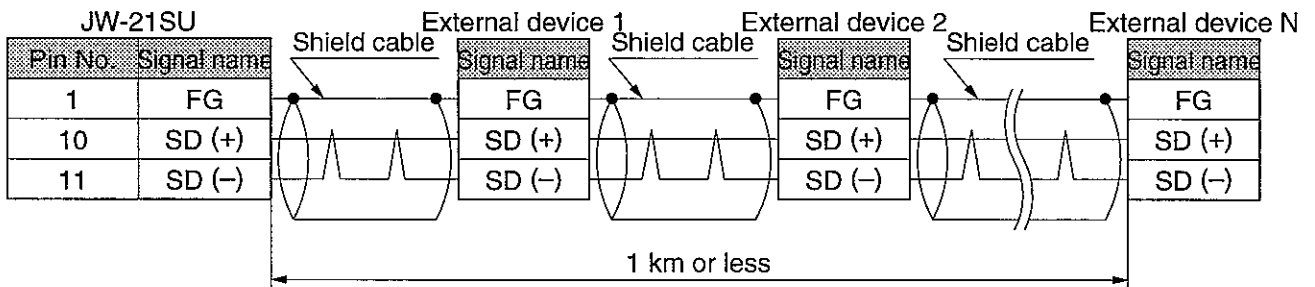 JW-21SU
External device 1
External device 2
External device N
Shield cable
Shield cable
Shield cable
Pin No. Signal name
Signal name
Signal name
Signal name
1 FG
FG
FG
FG
10 SD (+)
SD (+)
SD (+)
SD (+)
11 SD (–)
SD (–)
SD (–)
SD (–)
1 km or less